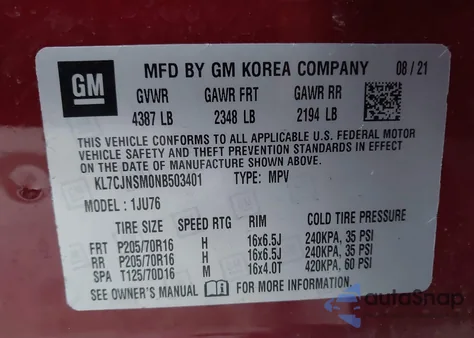 GM MFD BY GM KOREA COMPANY 08/21
GVWR GAWR FRT GAWR RR
4387 LB 2348 LB 2194 LB
THIS VEHICLE CONFORMS TO ALL APPLICABLE U.S. FEDERAL MOTOR
VEHICLE SAFETY AND THEFT PREVENTION STANDARDS IN EFFECT ON
THE DATE OF MANUFACTURE SHOWN ABOVE.
KL7CJNSM0NB503401 TYPE: MPV
MODEL : 1JU76
TIRE SIZE SPEED RTG RIM COLD TIRE PRESSURE
FRT P205/70R16 H 16x6.5J 240KPA, 35 PSI
RR P205/70R16 H 16x6.5J 240KPA, 35 PSI
SPA T125/70D16 M 16x4.0T 420KPA, 60 PSI
SEE OWNER'S MANUAL FOR MORE INFORMATION.
autoSnap